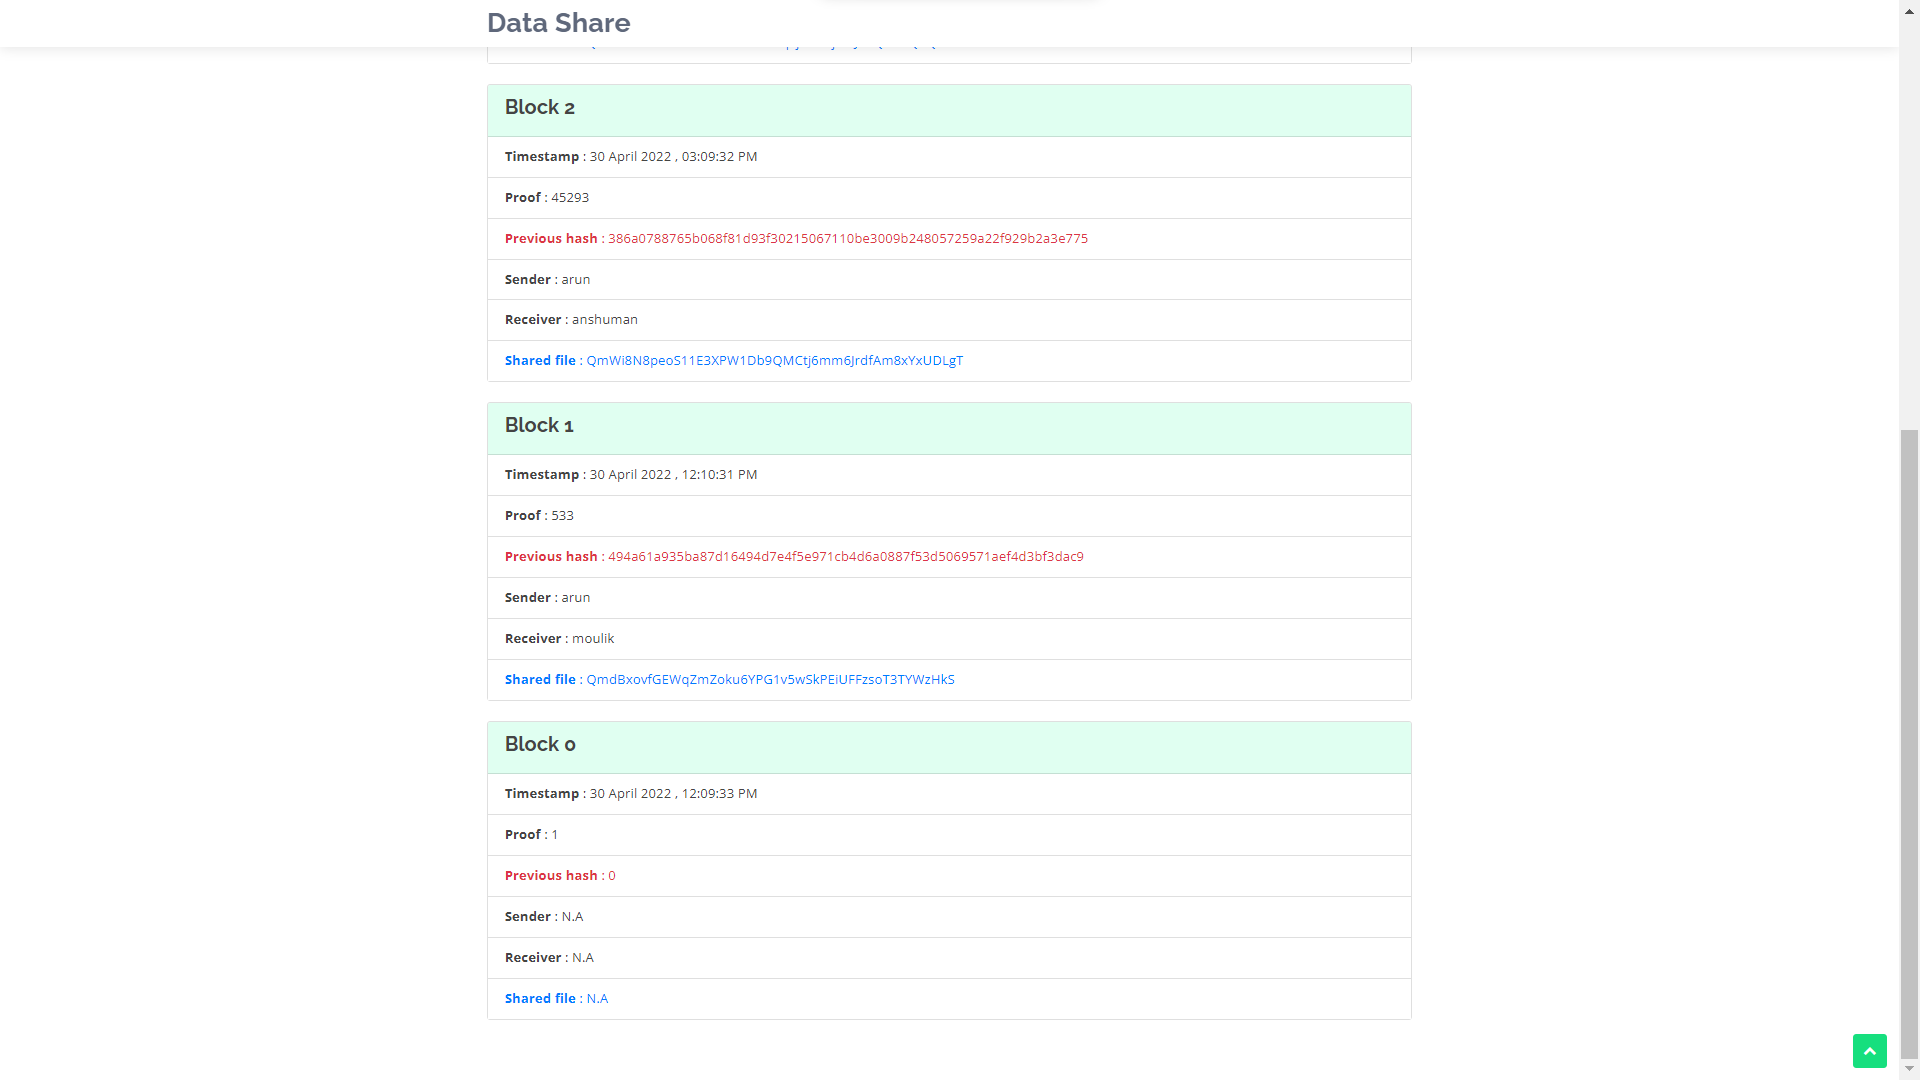 Data Share
Block 2
Timestamp : 30 April 2022 , 03:09:32 PM
Proof : 45293
Previous hash : 386a0788765b068f81d93f30215067110be3009b248057259a22f929b2a3e775
Sender : arun
Receiver : anshuman
Shared file : QmWi8N8peoS11E3XPW1Db9QMCtj6mm6JrdfAm8xYxUDLgT
Block 1
Timestamp : 30 April 2022 , 12:10:31 PM
Proof : 533
Previous hash : 494a61a935ba87d16494d7e4f5e971cb4d6a0887f53d5069571aef4d3bf3dac9
Sender : arun
Receiver : moulik
Shared file : QmdBxovfGEWqZmZoku6YPG1v5wSkPEiUFFzsoT3TYWzHkS
Block 0
Timestamp : 30 April 2022 , 12:09:33 PM
Proof : 1
Previous hash : 0
Sender : N.A
Receiver : N.A
Shared file : N.A